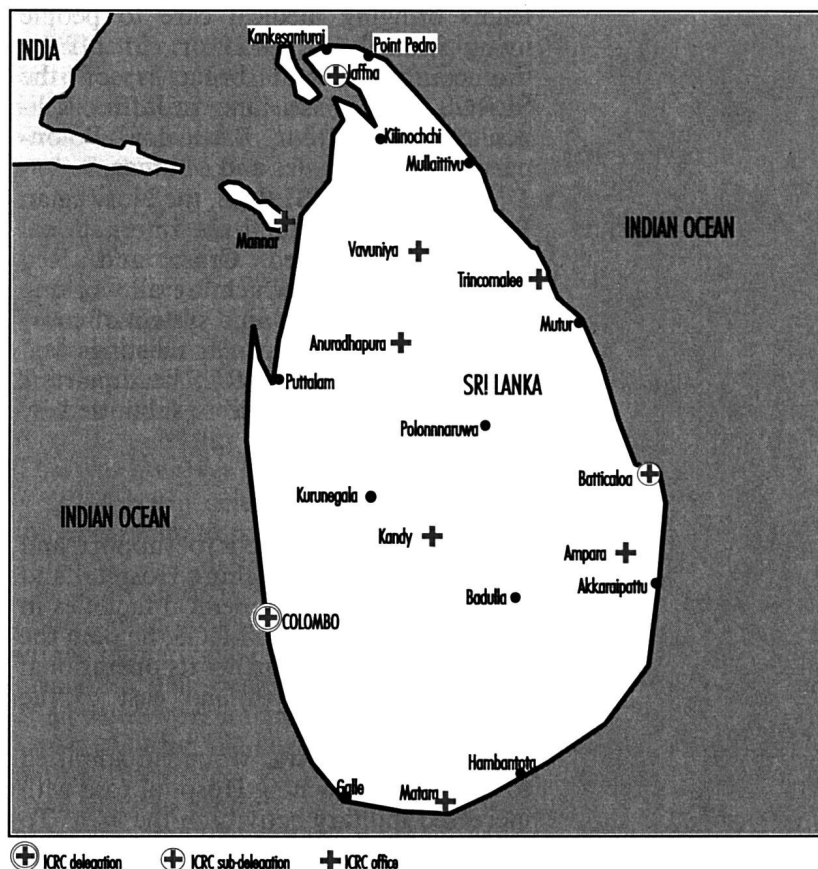 Kankesanturai
Point Pedro
INDIA
Jaffna
Kilinochchi
Mullaittivu
Mannar
INDIAN OCEAN
Vavuniya
Trincomalee
Mutur
Anuradhapura
Puttalam
SRI LANKA
Polonnnaruwa
Batticaloa
Kurunegala
INDIAN OCEAN
Kandy
Ampara
Akkaraipattu
Badulla
COLOMBO
Hambantota
Galle
Matara
ICRC delegation ICRC sub-delegation ICRC office